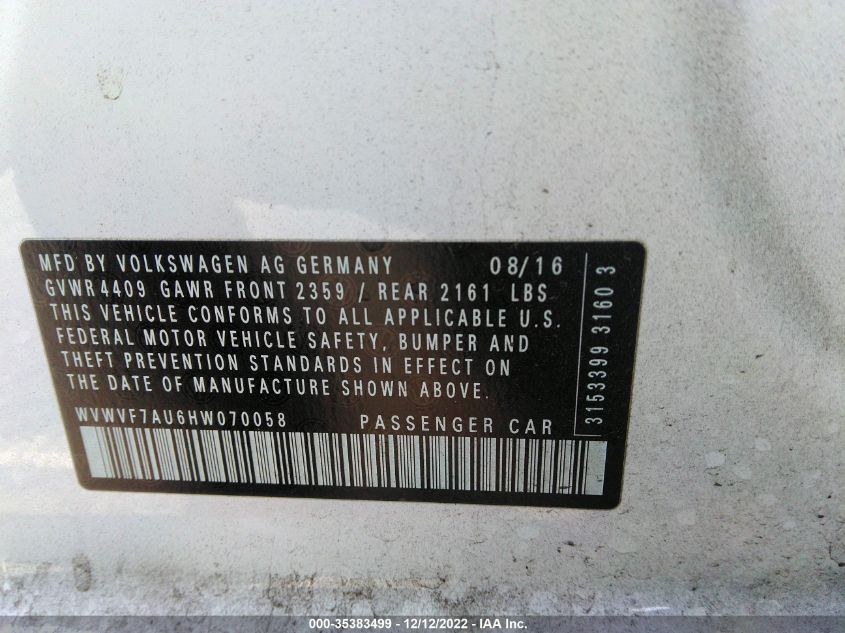 MFD BY VOLKSWAGEN AG GERMANY 08/16
GVWR 4409 GAWR FRONT 2359 / REAR 2161 LBS
THIS VEHICLE CONFORMS TO ALL APPLICABLE U.S.
FEDERAL MOTOR VEHICLE SAFETY, BUMPER AND
THEFT PREVENTION STANDARDS IN EFFECT ON
THE DATE OF MANUFACTURE SHOWN ABOVE.
WVWVF7AU6HW070058 PASSENGER CAR
3153399 3160 3
000-35383499 - 12/12/2022 - IAA Inc.